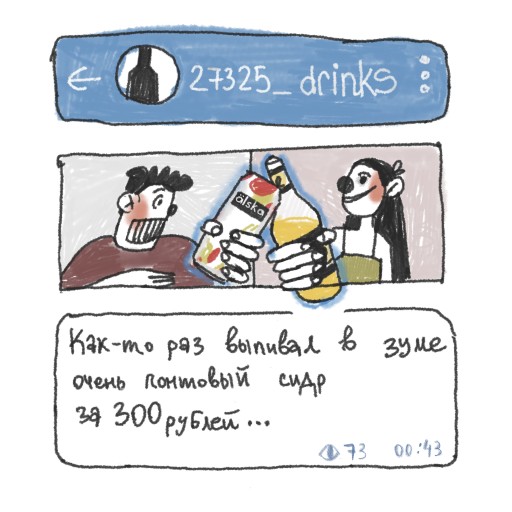 27325_drinks
älska
Как-то раз выпивал в зуме
очень понтовый сидр
за 300 рублей...
73 00:43